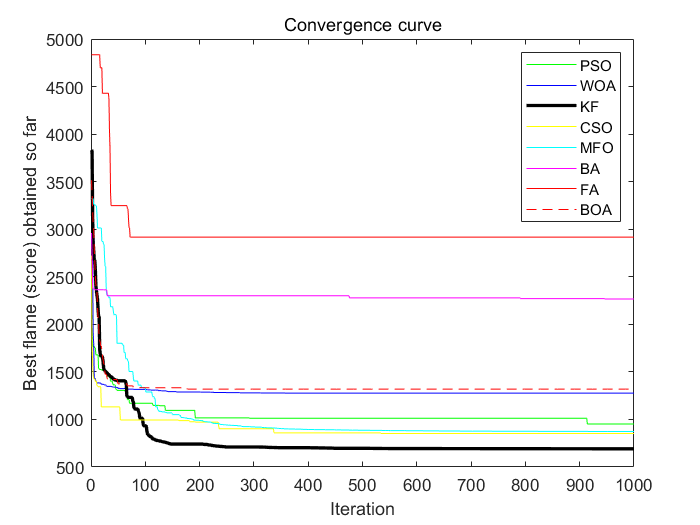 Convergence curve
Best flame (score) obtained so far
5000
4500
4000
3500
3000
2500
2000
1500
1000
500
PSO
WOA
KF
CSO
MFO
BA
FA
BOA
0 100 200 300 400 500 600 700 800 900 1000
Iteration